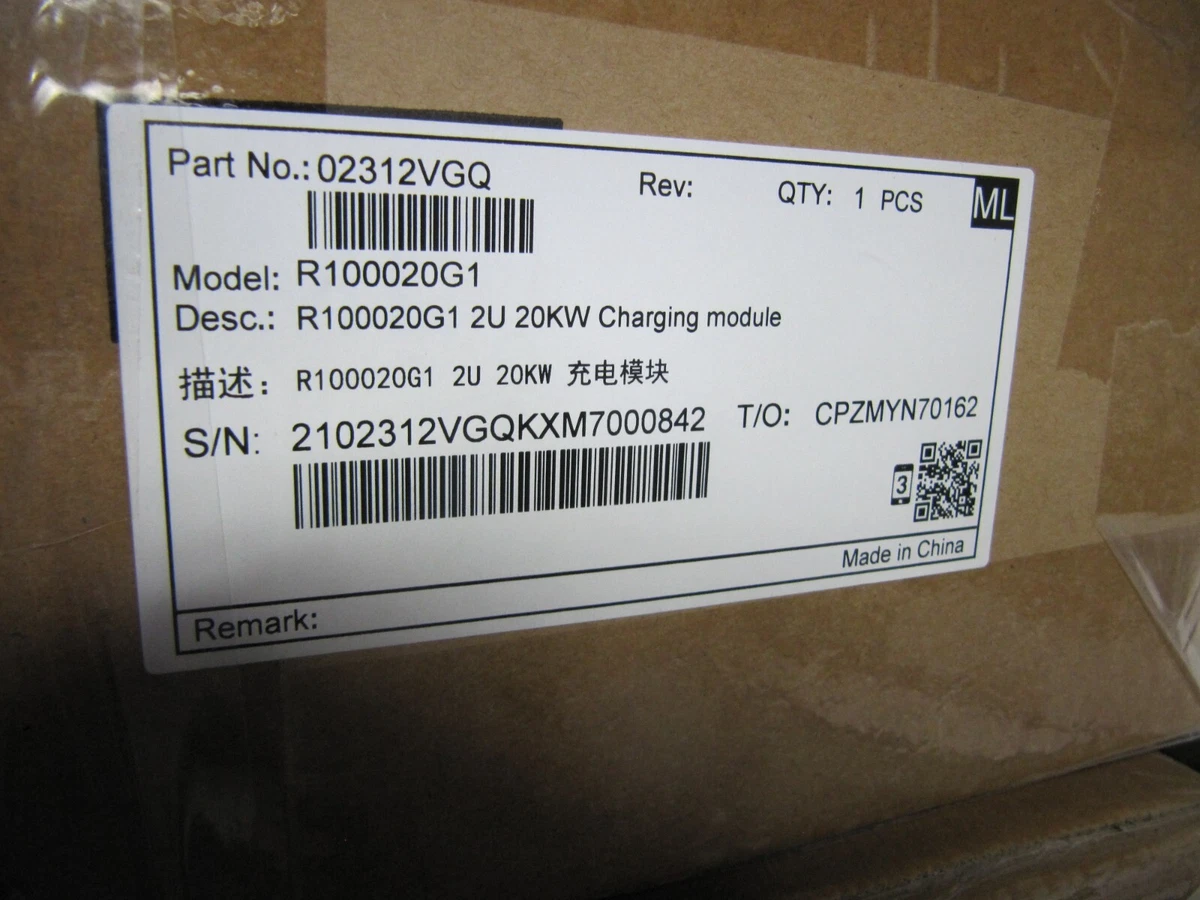 Part No.: 02312VGQ Rev: QTY: 1 PCS ML
Model: R100020G1
Desc.: R100020G1 2U 20KW Charging module
描述: R100020G1 2U 20KW 充电模块
S/N: 2102312VGQKXM7000842 T/O: CPZMYN70162
3
Made in China
Remark: